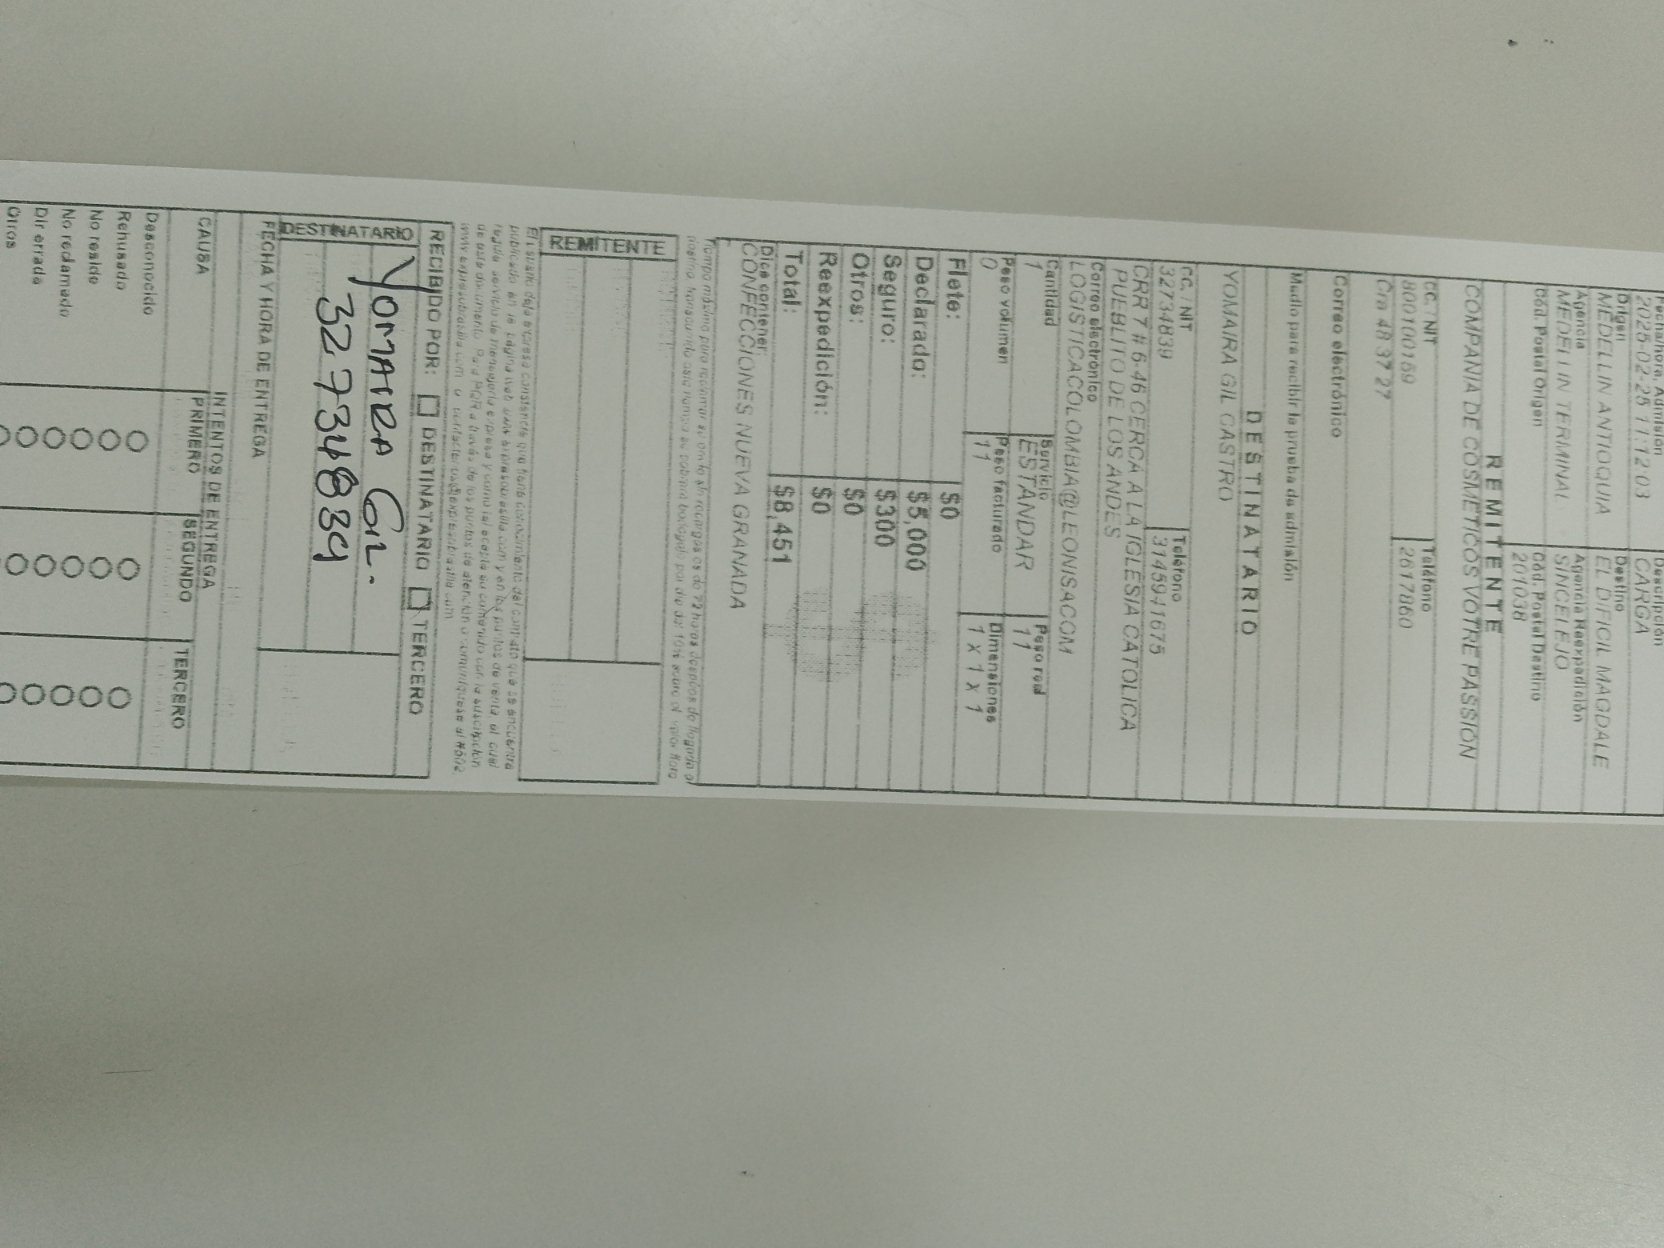 Fecha/hora. Admisión Descripción
2025-02-25 11:12:03 CARGA
Origen Destino
MEDELLIN ANTIOQUIA EL DIFICIL MAGDALE
Agencia Agencia Reexpedición
MEDELLIN TERMINAL SINCELEJO
Cód. Postal Origen Cód. Postal Destino
201038
REMITENTE
COMPANIA DE COSMETICOS VOTRE PASSION
CC. / NIT Teléfono
800100159 2617860
Cra 48 37 27
Correo electrónico
Medio para recibir la prueba de admisión
DESTINATARIO
YOMAIRA GIL CASTRO
CC. / NIT Teléfono
32734839 3145941675
CRR 7 # 6-46 CERCA A LA IGLESIA CATOLICA
PUEBLITO DE LOS ANDES
Correo electrónico
LOGISTICACOLOMBIA@LEONISACOM
Cantidad Servicio Peso real
1 ESTANDAR 11
Peso volumen Peso facturado Dimensiones
0 11 1 X 1 X 1
Flete: $0
Declarado: $5,000
Seguro: $300
Otros: $0
Reexpedición: $0
Total: $8,451
Dice contener:
CONFECCIONES NUEVA GRANADA
REMITENTE
RECIBIDO POR: DESTINATARIO TERCERO
DESTINATARIO
YOMAIRA GIL.
32734839
FECHA Y HORA DE ENTREGA
INTENTOS DE ENTREGA
CAUSA PRIMERO SEGUNDO TERCERO
Desconocido
Rehusado
No reside
No reclamado
Dir errada
Otros